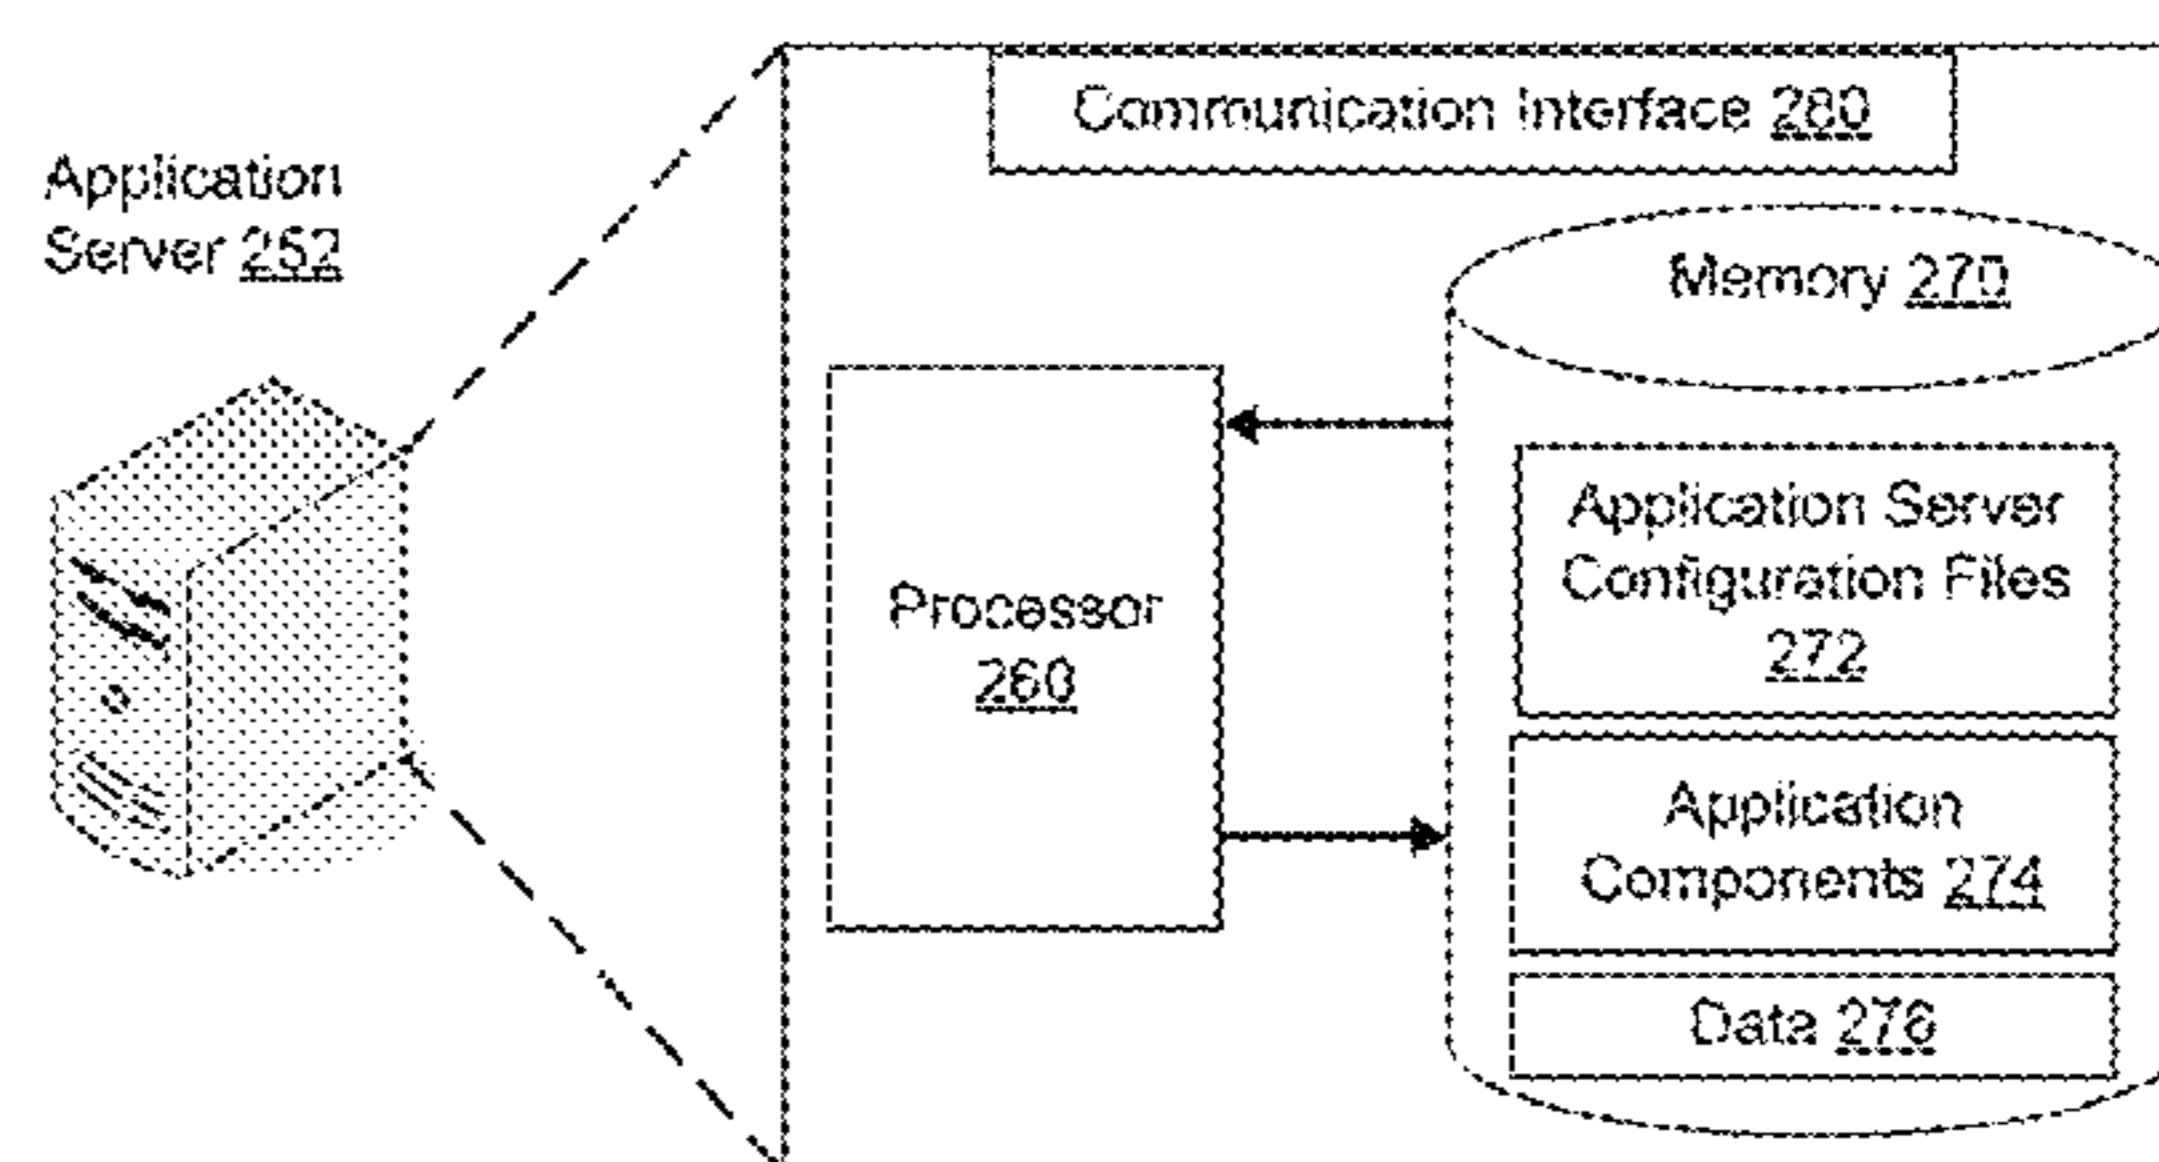 Communication Interface 280
Application
Server 252
Memory 270
Application Server
Configuration Files
272
Processor
260
Application
Components 274
Data 276